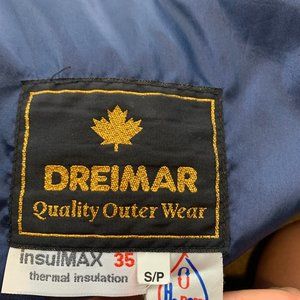 DREIMAR
Quality Outer Wear
insulMAX 35
thermal insulation
S/P